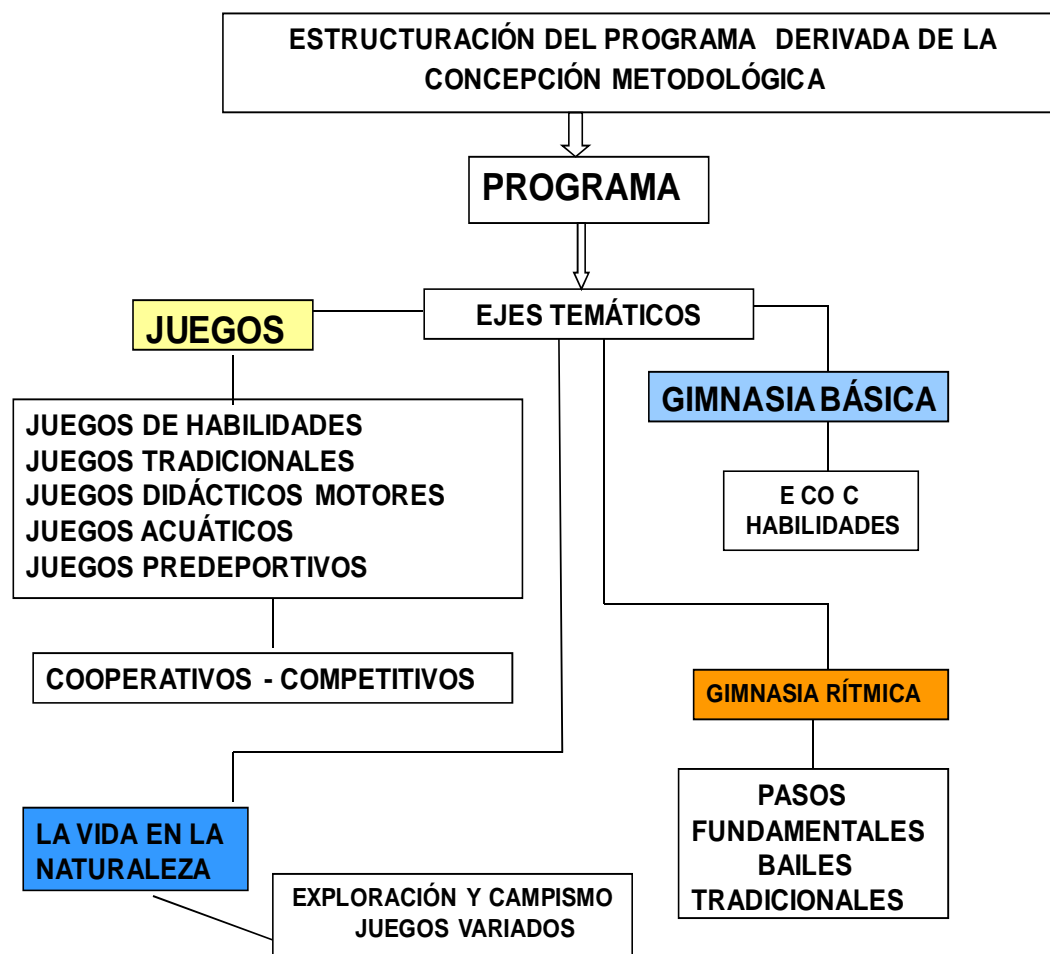 ESTRUCTURACIÓN DEL PROGRAMA DERIVADA DE LA
CONCEPCIÓN METODOLÓGICA
PROGRAMA
EJES TEMÁTICOS
JUEGOS
JUEGOS DE HABILIDADES
JUEGOS TRADICIONALES
JUEGOS DIDÁCTICOS MOTORES
JUEGOS ACUÁTICOS
JUEGOS PREDEPORTIVOS
COOPERATIVOS - COMPETITIVOS
GIMNASIA BÁSICA
E CO C
HABILIDADES
GIMNASIA RÍTMICA
PASOS
FUNDAMENTALES
BAILES
TRADICIONALES
LA VIDA EN LA
NATURALEZA
EXPLORACIÓN Y CAMPISMO
JUEGOS VARIADOS